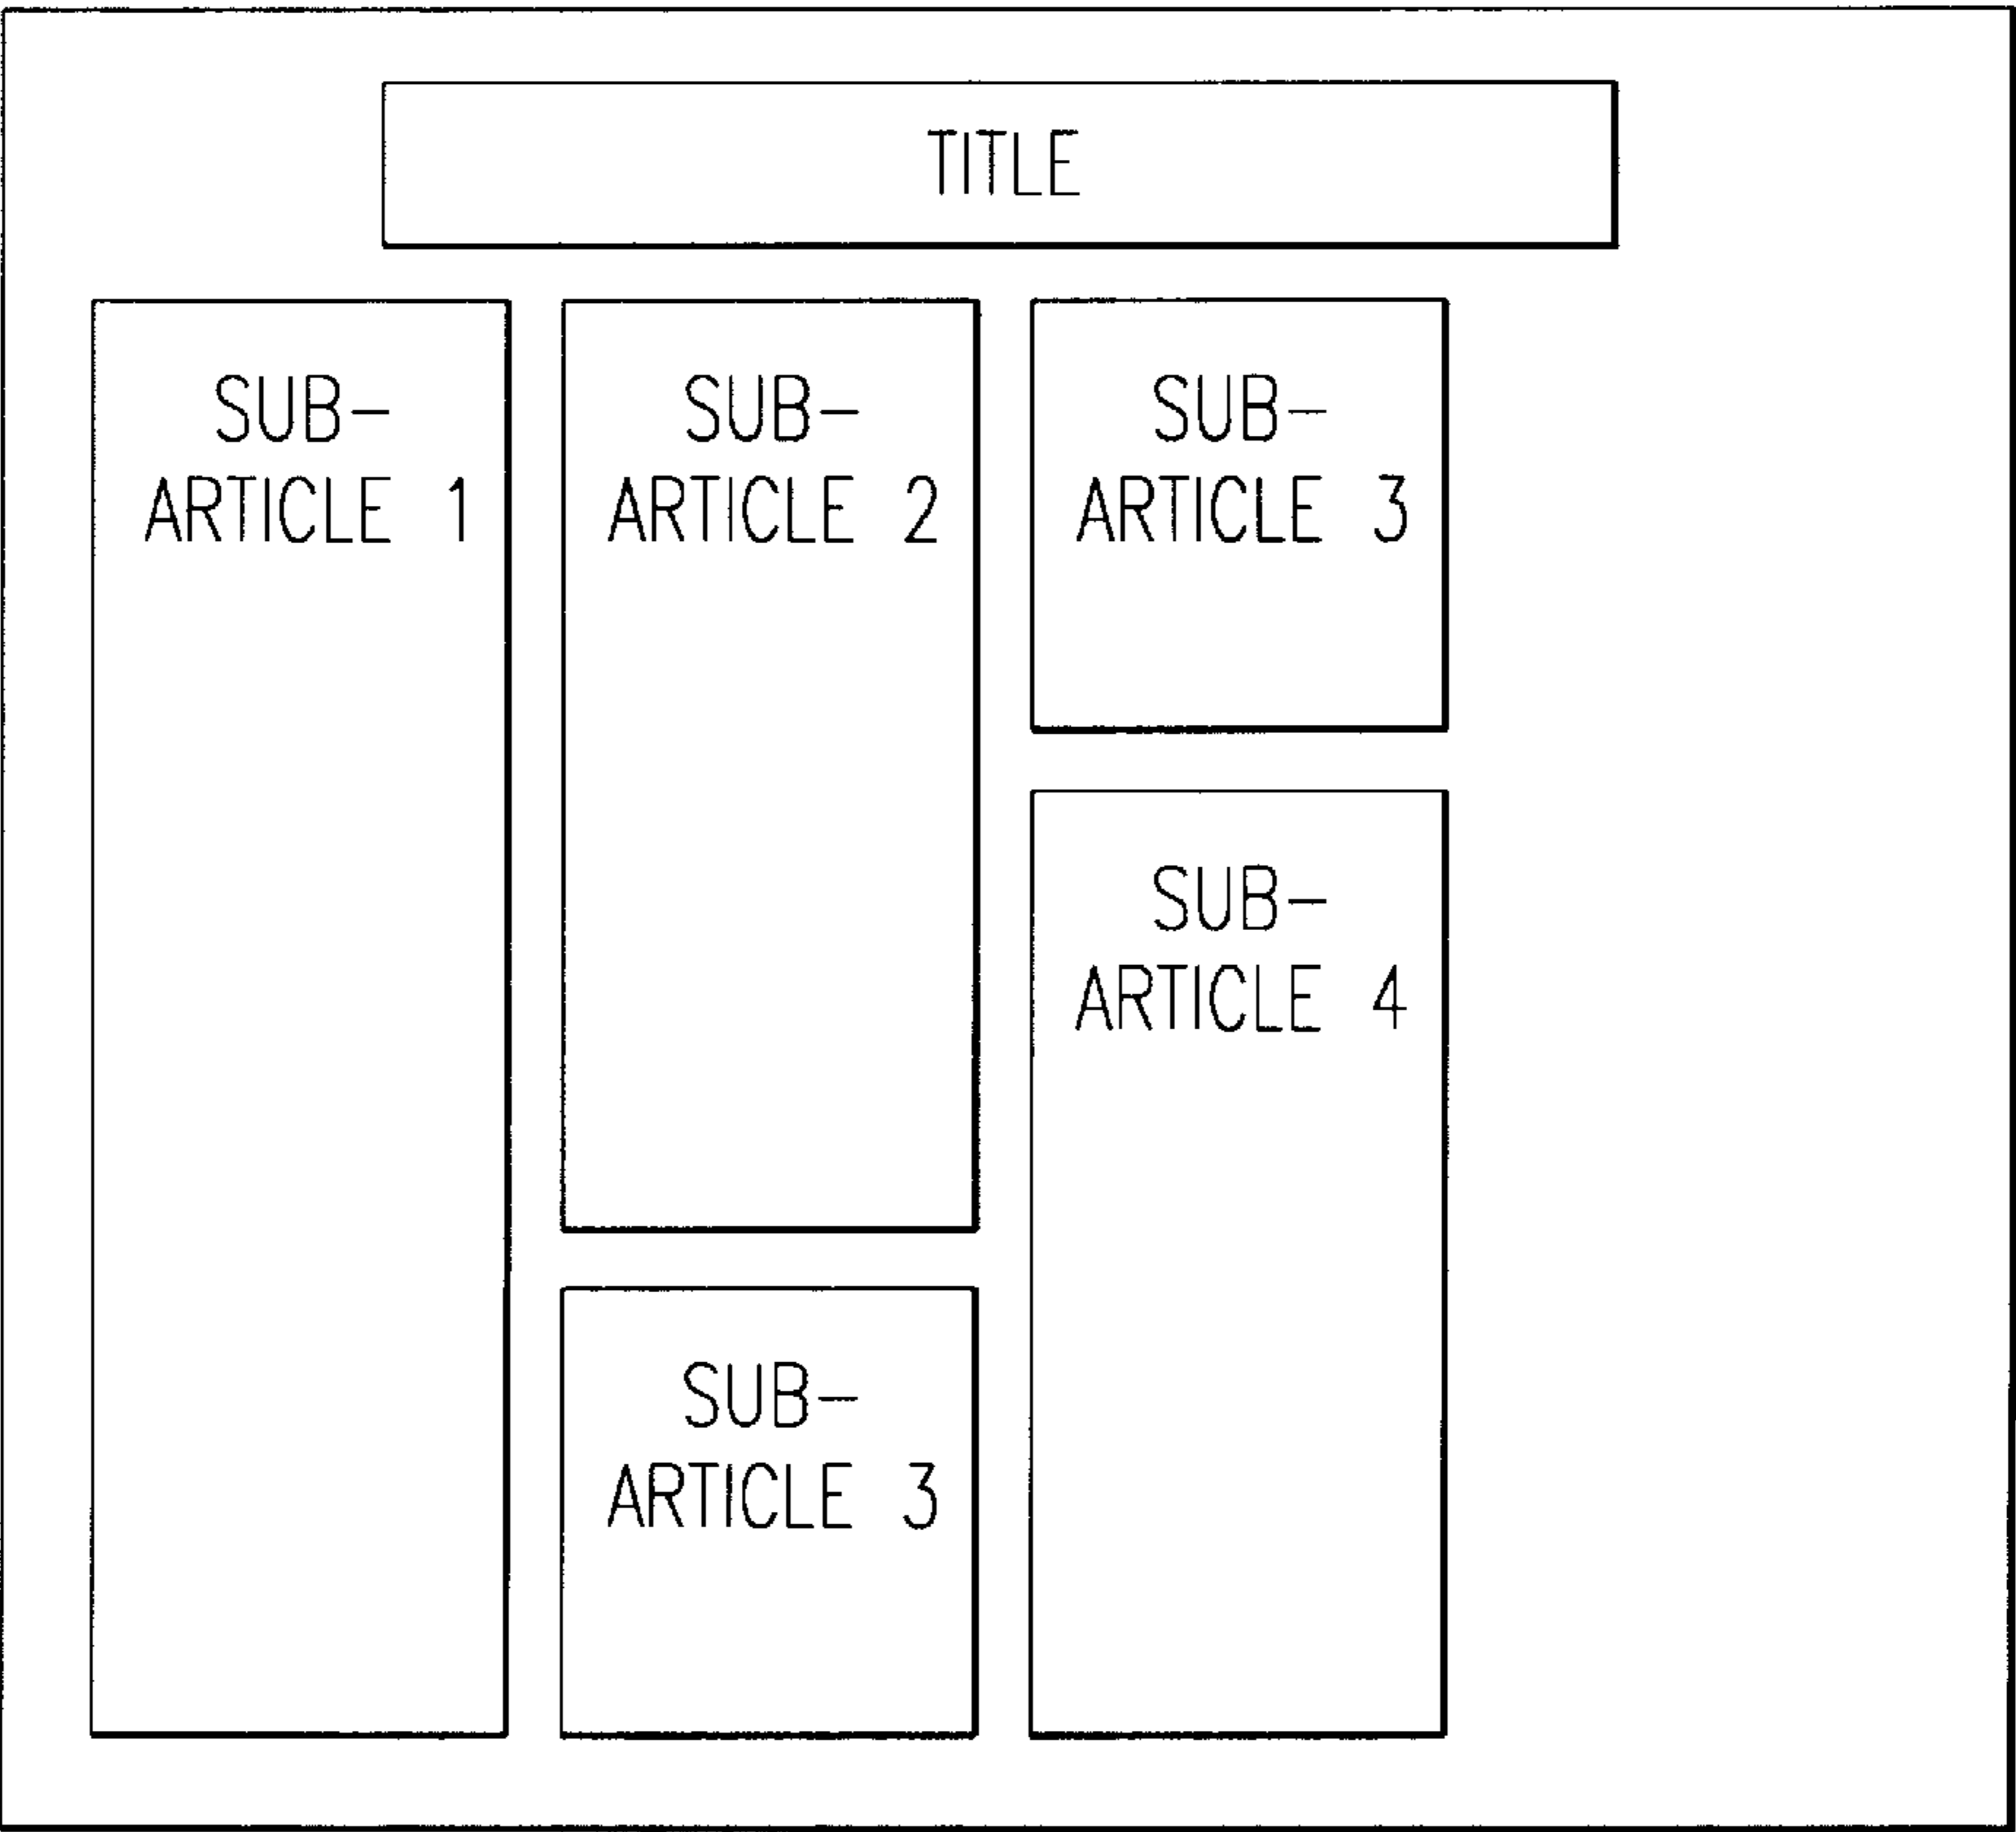 TITLE
SUB-
ARTICLE 1
SUB-
ARTICLE 2
SUB-
ARTICLE 3
SUB-
ARTICLE 3
SUB-
ARTICLE 4